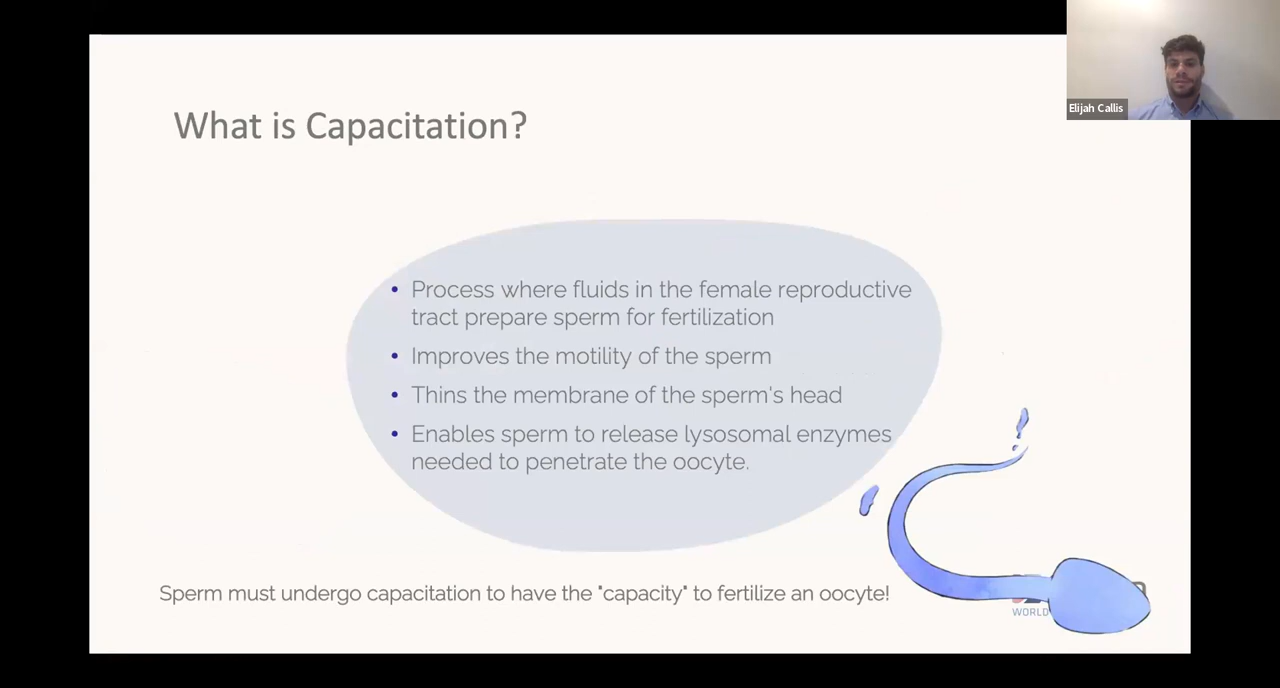 Elijah Callis
What is Capacitation?
• Process where fluids in the female reproductive
tract prepare sperm for fertilization
• Improves the motility of the sperm
• Thins the membrane of the sperm's head
• Enables sperm to release lysosomal enzymes
needed to penetrate the oocyte.
Sperm must undergo capacitation to have the "capacity" to fertilize an oocyte!
WORLD